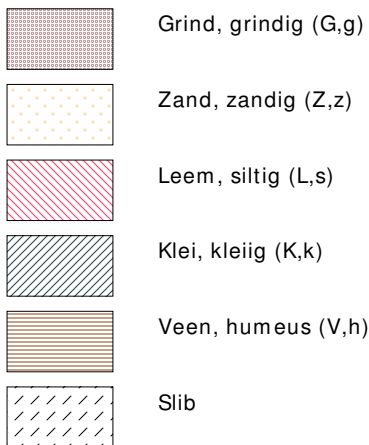 Grind, grindig (G,g)
Zand, zandig (Z,z)
Leem, siltig (L,s)
Klei, kleiig (K,k)
Veen, humeus (V,h)
Slib